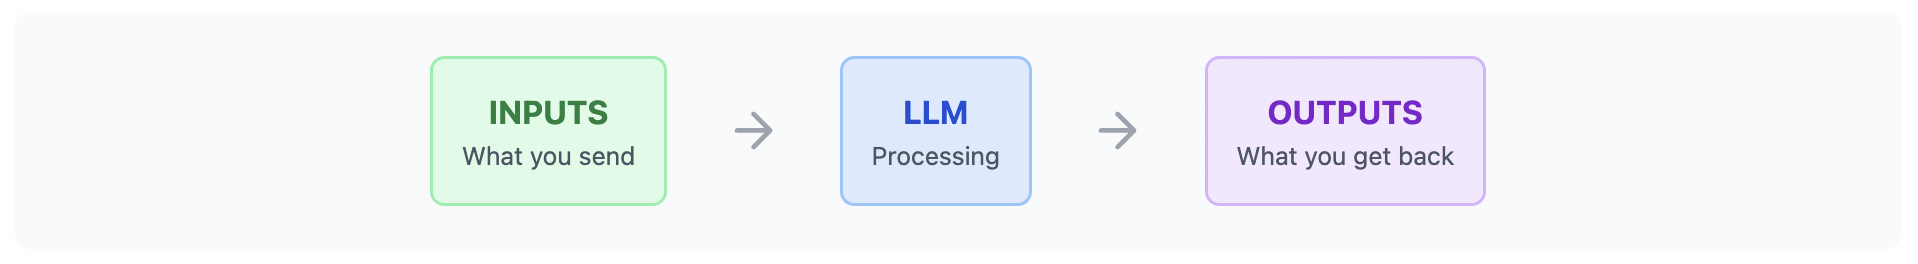 INPUTS
What you send
LLM
Processing
OUTPUTS
What you get back